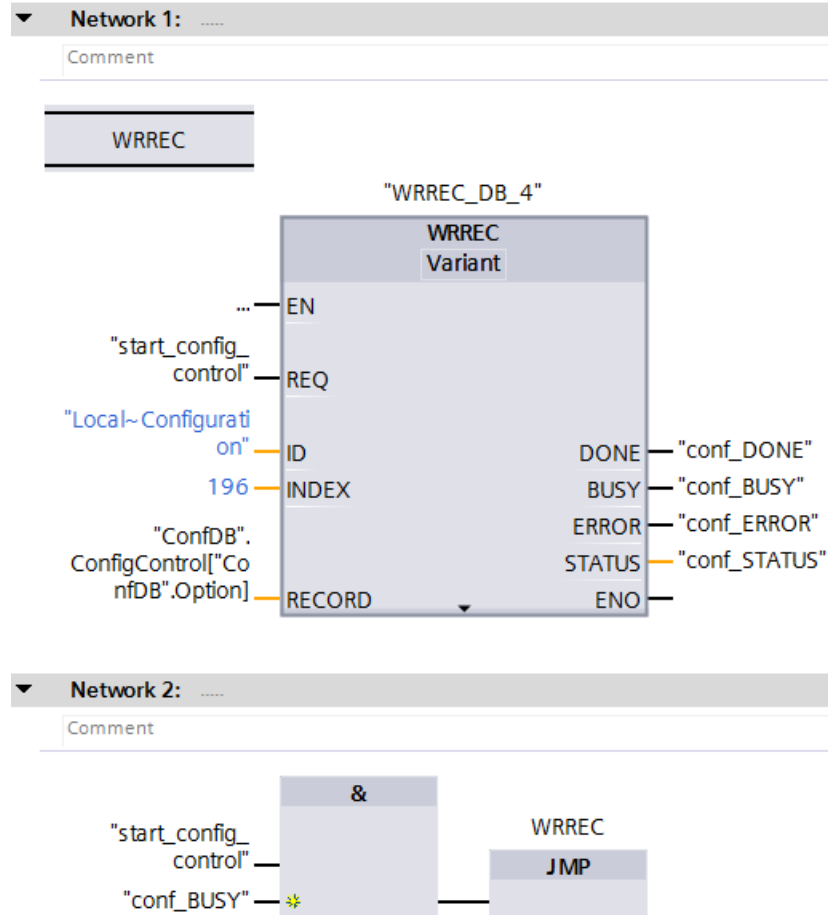 Network 1: .....
Comment
WRREC
"WRREC_DB_4"
WRREC
Variant
... EN
"start_config_
control" REQ
"Local~Configurati
on" ID
DONE "conf_DONE"
196 INDEX
BUSY "conf_BUSY"
ERROR "conf_ERROR"
"ConfDB".
ConfigControl["Co
nfDB".Option] RECORD
STATUS "conf_STATUS"
ENO
Network 2: .....
Comment
&
"start_config_
control"
"conf_BUSY"
WRREC
JMP